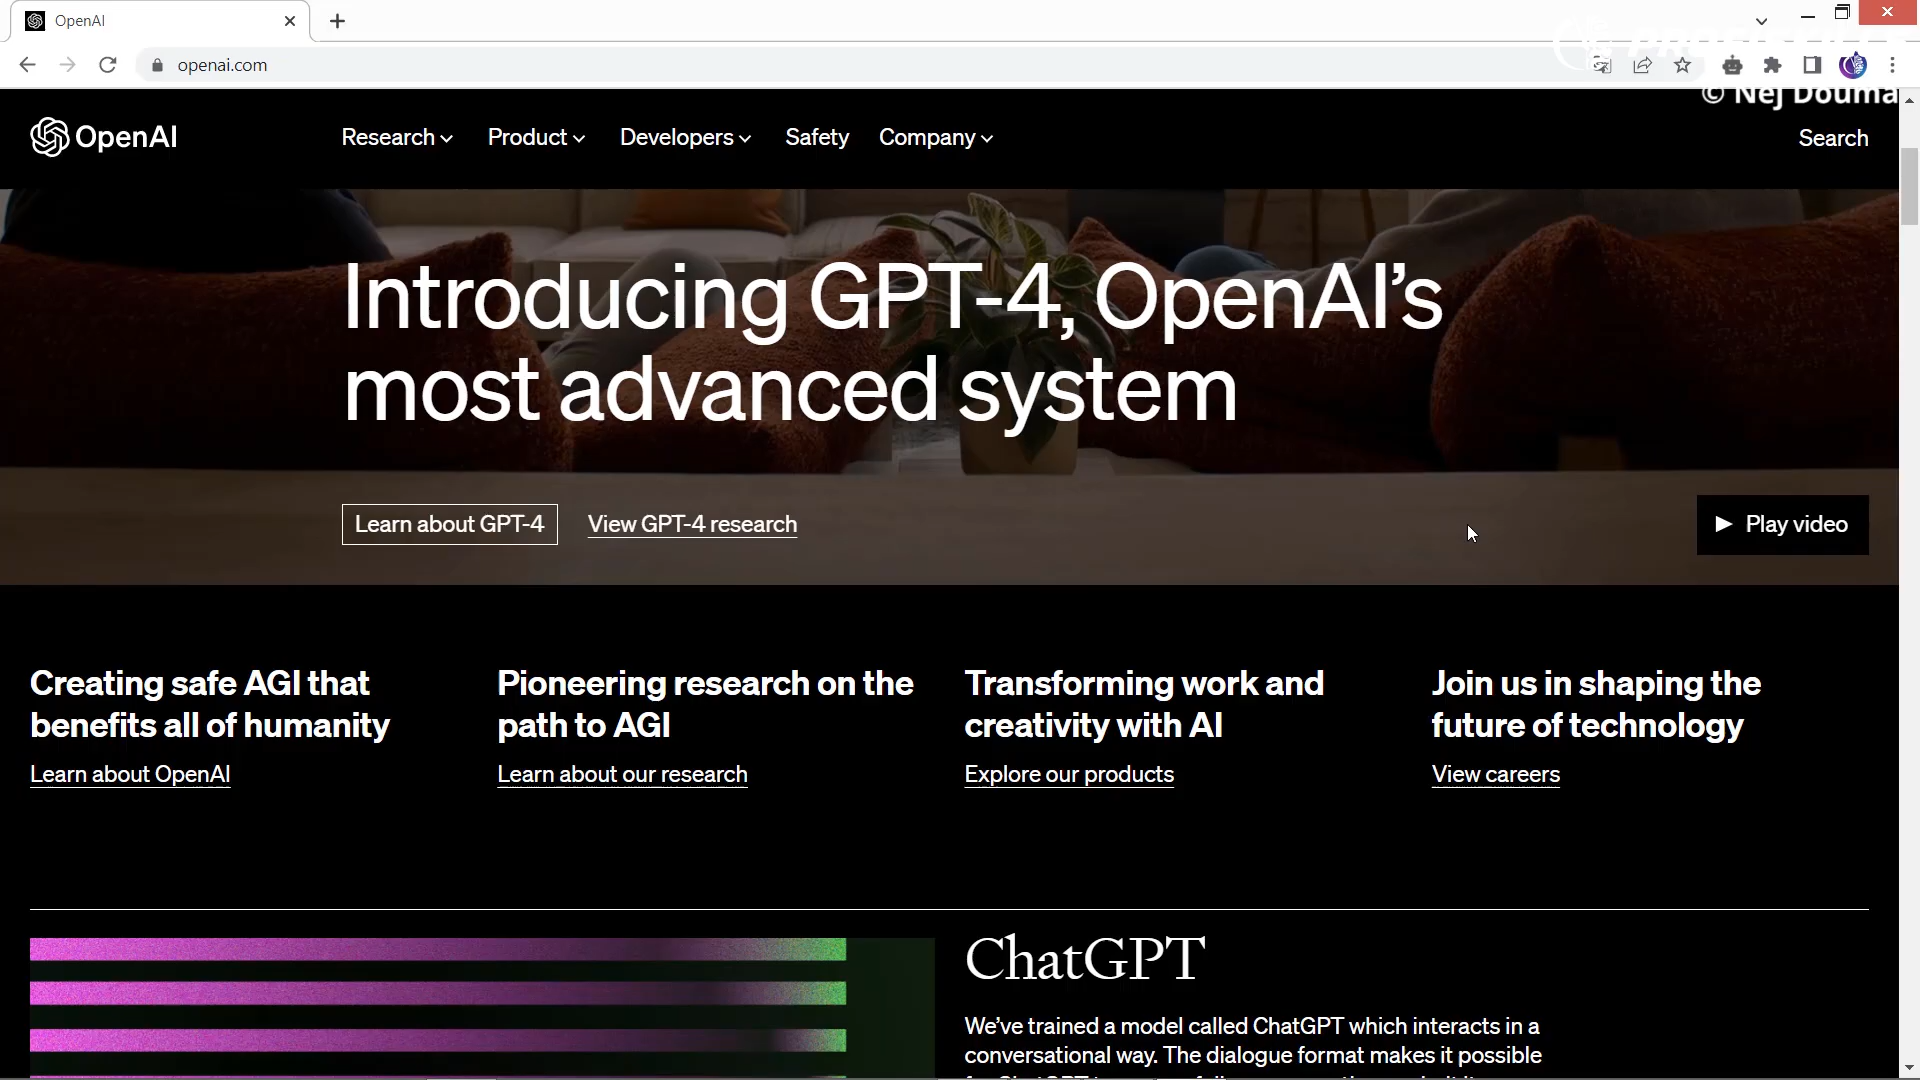 OpenAI
openai.com
© Nej Douma
OpenAI
Research
Product
Developers
Safety
Company
Search
Introducing GPT-4, OpenAI’s
most advanced system
Learn about GPT-4
View GPT-4 research
Play video
Creating safe AGI that
benefits all of humanity
Learn about OpenAI
Pioneering research on the
path to AGI
Learn about our research
Transforming work and
creativity with AI
Explore our products
Join us in shaping the
future of technology
View careers
ChatGPT
We’ve trained a model called ChatGPT which interacts in a
conversational way. The dialogue format makes it possible